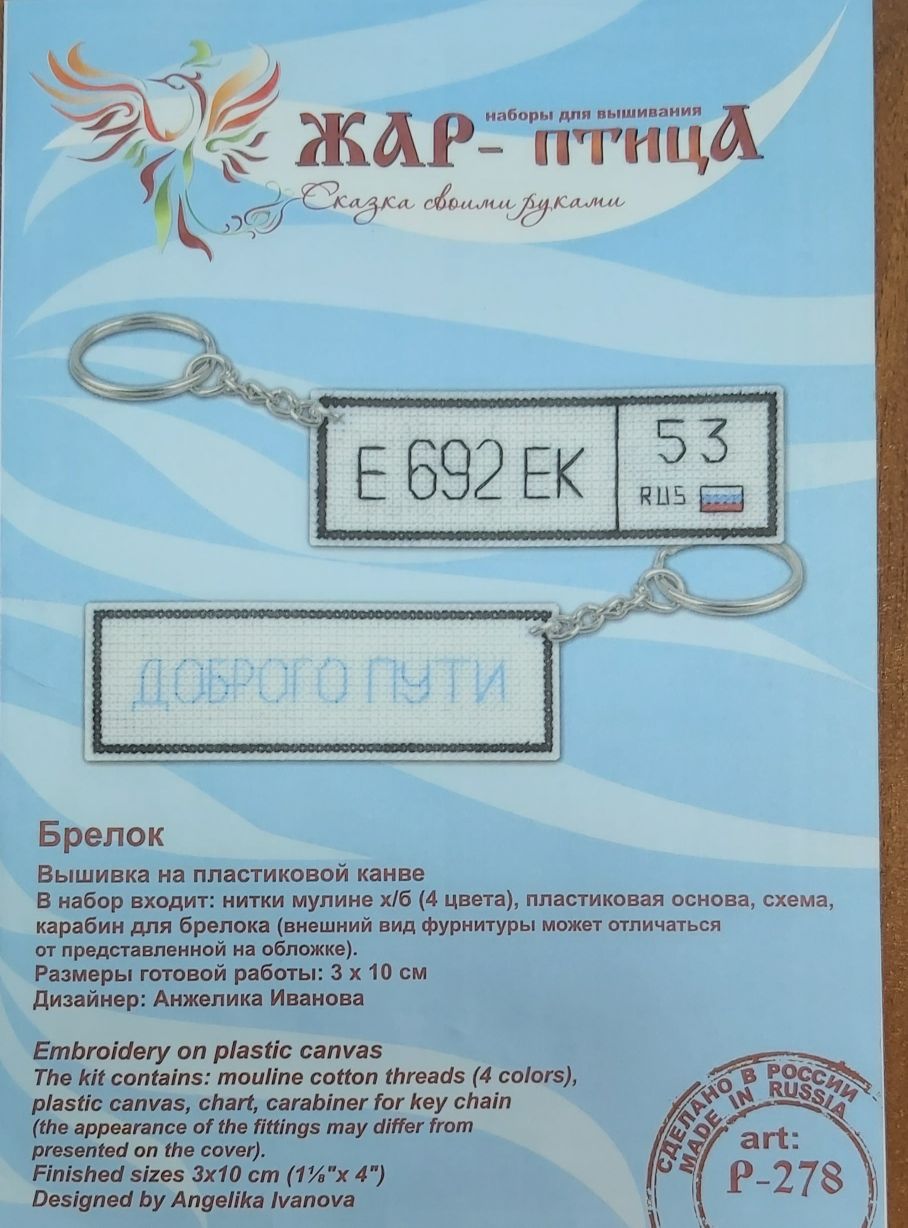 наборы для вышивания
ЖАР-ПТИЦА
Сказка своими руками
Е 692 ЕК
53
RUS
ДОБРОГО ПУТИ
Брелок
Вышивка на пластиковой канве
В набор входит: нитки мулине х/б (4 цвета), пластиковая основа, схема,
карабин для брелока (внешний вид фурнитуры может отличаться
от представленной на обложке).
Размеры готовой работы: 3 х 10 см
Дизайнер: Анжелика Иванова
Embroidery on plastic canvas
The kit contains: mouline cotton threads (4 colors),
plastic canvas, chart, carabiner for key chain
(the appearance of the fittings may differ from
presented on the cover).
Finished sizes 3x10 cm (1⅛"x 4")
Designed by Angelika Ivanova
СДЕЛАНО В РОССИИ
MADE IN RUSSIA
art:
P-278